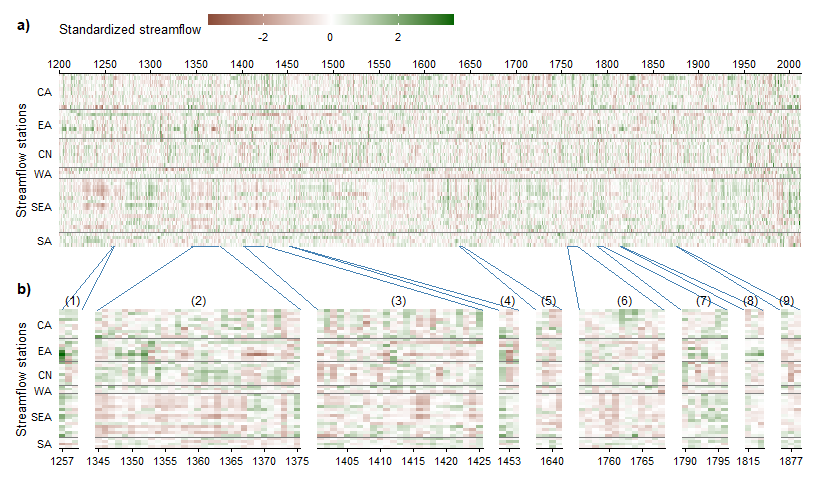 a)
Standardized streamflow
-2 0 2
1200 1250 1300 1350 1400 1450 1500 1550 1600 1650 1700 1750 1800 1850 1900 1950 2000
Streamflow stations
CA
EA
CN
WA
SEA
SA
b)
(1) (2) (3) (4) (5) (6) (7) (8) (9)
Streamflow stations
CA
EA
CN
WA
SEA
SA
1257 1345 1350 1355 1360 1365 1370 1375 1405 1410 1415 1420 1425 1453 1640 1760 1765 1790 1795 1815 1877